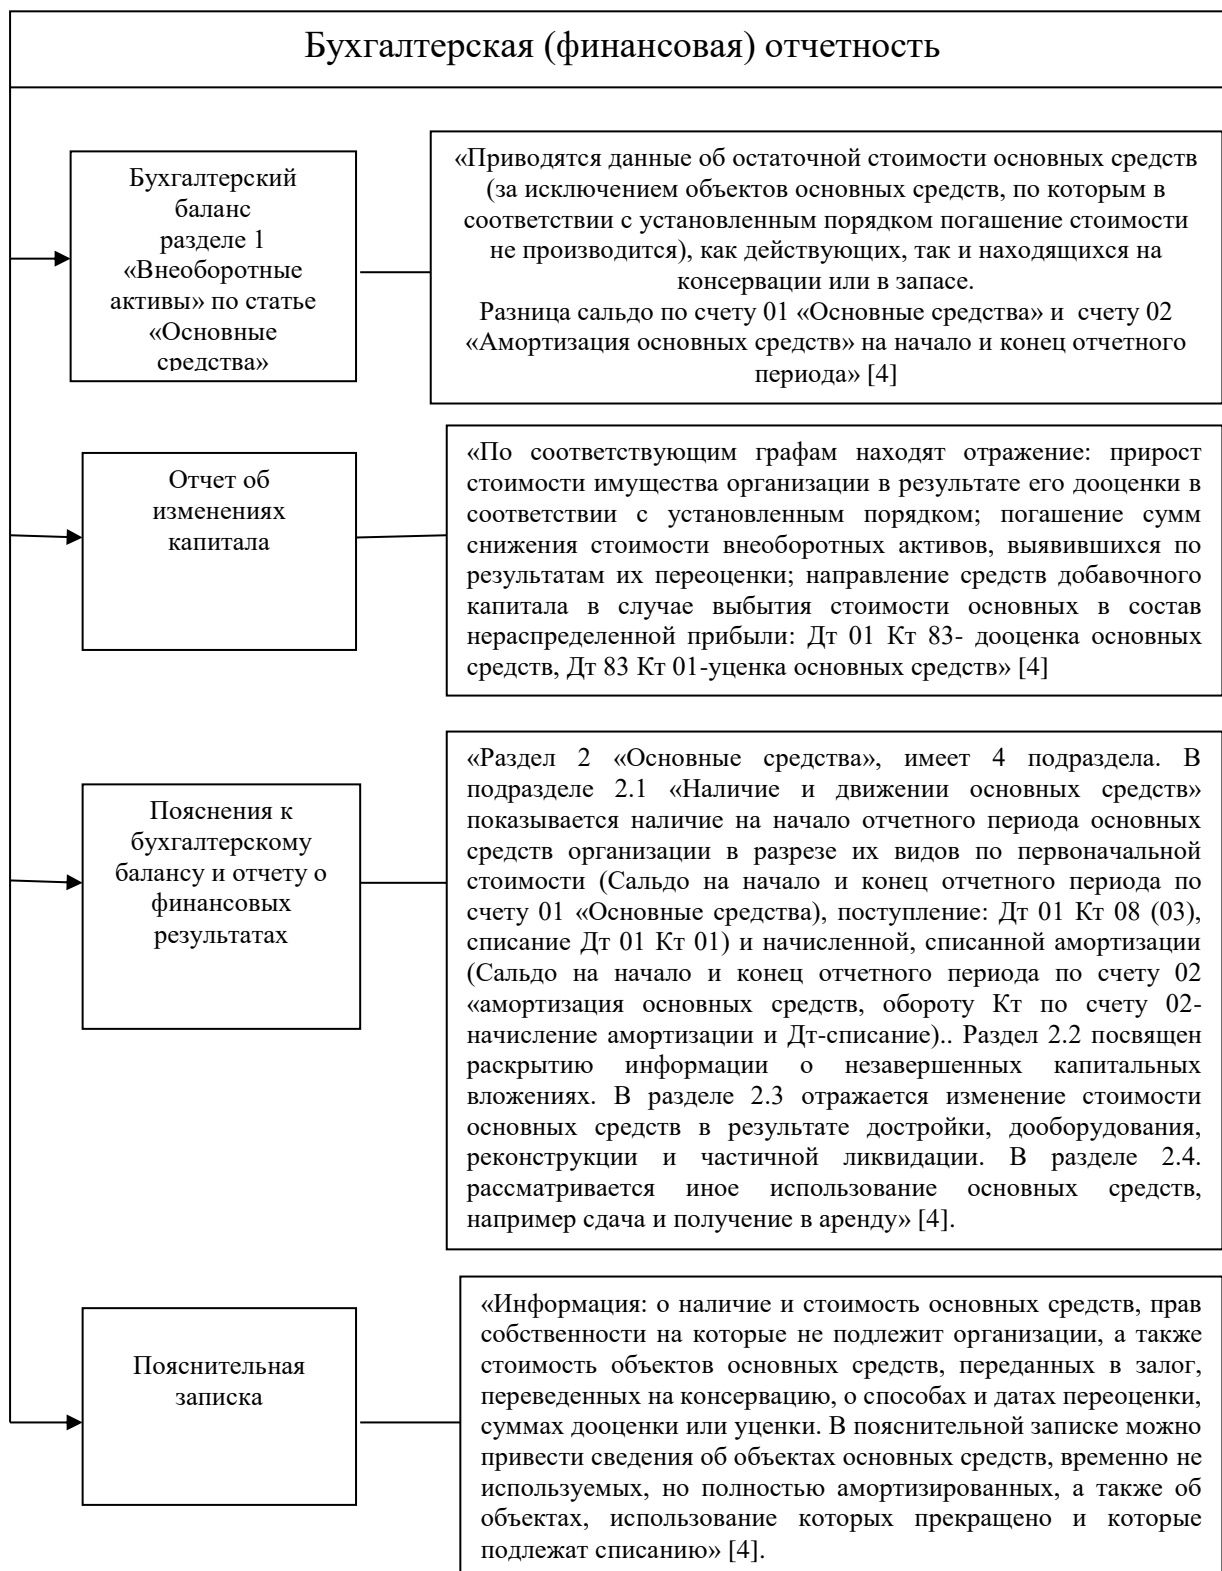 Бухгалтерская (финансовая) отчетность
Бухгалтерский
баланс
разделе 1
«Внеоборотные
активы» по статье
«Основные
средства»
«Приводятся данные об остаточной стоимости основных средств
(за исключением объектов основных средств, по которым в
соответствии с установленным порядком погашение стоимости
не производится), как действующих, так и находящихся на
консервации или в запасе.
Разница сальдо по счету 01 «Основные средства» и счету 02
«Амортизация основных средств» на начало и конец отчетного
периода» [4]
Отчет об
изменениях
капитала
«По соответствующим графам находят отражение: прирост
стоимости имущества организации в результате его дооценки в
соответствии с установленным порядком; погашение сумм
снижения стоимости внеоборотных активов, выявившихся по
результатам их переоценки; направление средств добавочного
капитала в случае выбытия стоимости основных в состав
нераспределенной прибыли: Дт 01 Кт 83- дооценка основных
средств, Дт 83 Кт 01-уценка основных средств» [4]
Пояснения к
бухгалтерскому
балансу и отчету о
финансовых
результатах
«Раздел 2 «Основные средства», имеет 4 подраздела. В
подразделе 2.1 «Наличие и движении основных средств»
показывается наличие на начало отчетного периода основных
средств организации в разрезе их видов по первоначальной
стоимости (Сальдо на начало и конец отчетного периода по
счету 01 «Основные средства), поступление: Дт 01 Кт 08 (03),
списание Дт 01 Кт 01) и начисленной, списанной амортизации
(Сальдо на начало и конец отчетного периода по счету 02
«амортизация основных средств, обороту Кт по счету 02-
начисление амортизации и Дт-списание).. Раздел 2.2 посвящен
раскрытию информации о незавершенных капитальных
вложениях. В разделе 2.3 отражается изменение стоимости
основных средств в результате достройки, дооборудования,
реконструкции и частичной ликвидации. В разделе 2.4.
рассматривается иное использование основных средств,
например сдача и получение в аренду» [4].
Пояснительная
записка
«Информация: о наличие и стоимость основных средств, прав
собственности на которые не подлежит организации, а также
стоимость объектов основных средств, переданных в залог,
переведенных на консервацию, о способах и датах переоценки,
суммах дооценки или уценки. В пояснительной записке можно
привести сведения об объектах основных средств, временно не
используемых, но полностью амортизированных, а также об
объектах, использование которых прекращено и которые
подлежат списанию» [4].